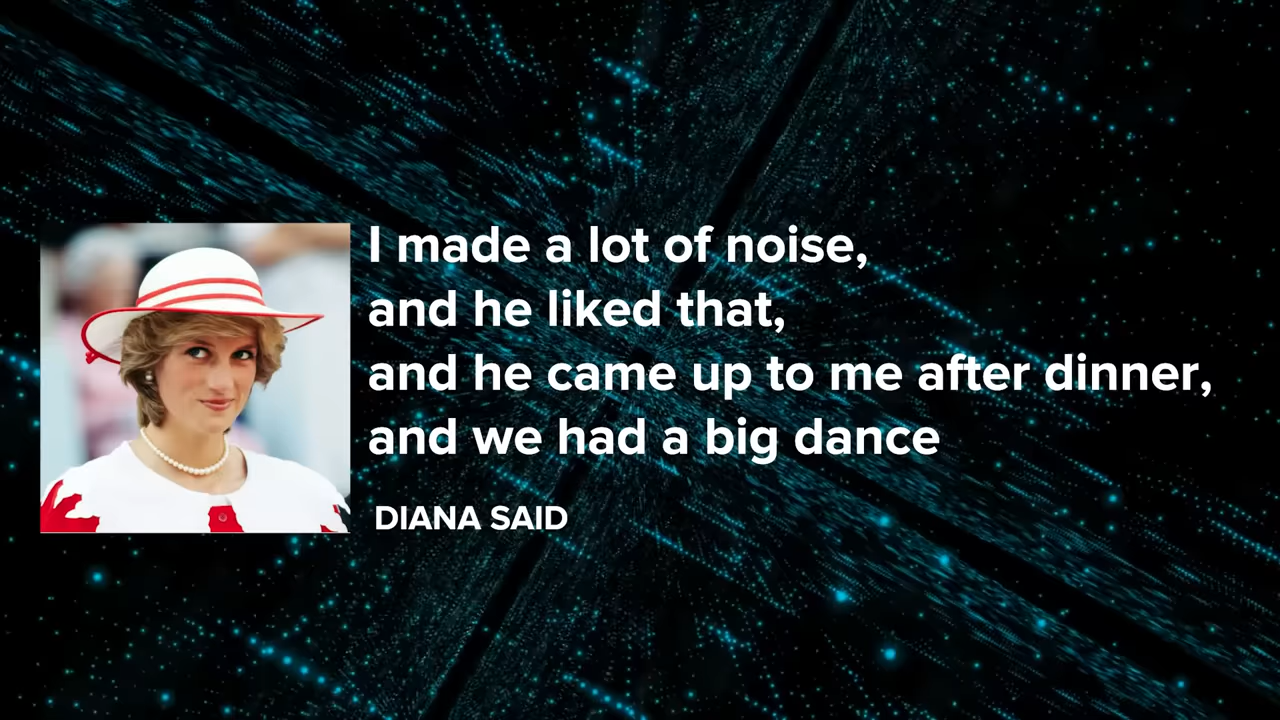 I made a lot of noise,
and he liked that,
and he came up to me after dinner,
and we had a big dance
DIANA SAID